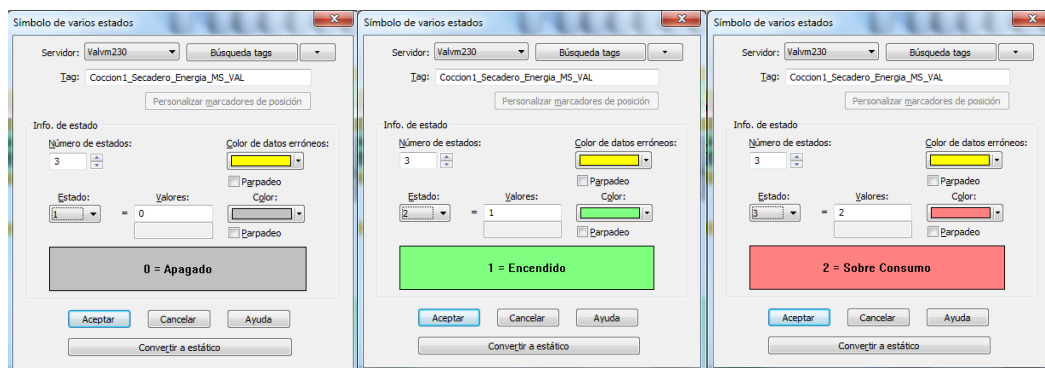 Símbolo de varios estados
Servidor: Valvm230 Búsqueda tags
Tag: Coccion1_Secadero_Energia_MS_VAL
Personalizar marcadores de posición
Info. de estado
Número de estados: Color de datos erróneos:
3
Parpadeo
Estado: Valores: Color:
1 = 0
Parpadeo
0 = Apagado
Aceptar Cancelar Ayuda
Convertir a estático
Símbolo de varios estados
Servidor: Valvm230 Búsqueda tags
Tag: Coccion1_Secadero_Energia_MS_VAL
Personalizar marcadores de posición
Info. de estado
Número de estados: Color de datos erróneos:
3
Parpadeo
Estado: Valores: Color:
2 = 1
Parpadeo
1 = Encendido
Aceptar Cancelar Ayuda
Convertir a estático
Símbolo de varios estados
Servidor: Valvm230 Búsqueda tags
Tag: Coccion1_Secadero_Energia_MS_VAL
Personalizar marcadores de posición
Info. de estado
Número de estados: Color de datos erróneos:
3
Parpadeo
Estado: Valores: Color:
3 = 2
Parpadeo
2 = Sobre Consumo
Aceptar Cancelar Ayuda
Convertir a estático